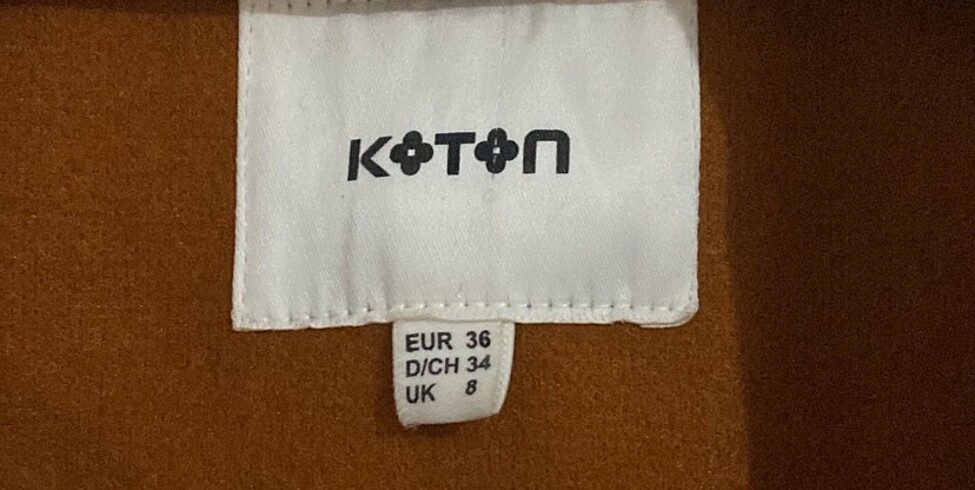 KOTON
EUR 36
D/CH 34
UK 8